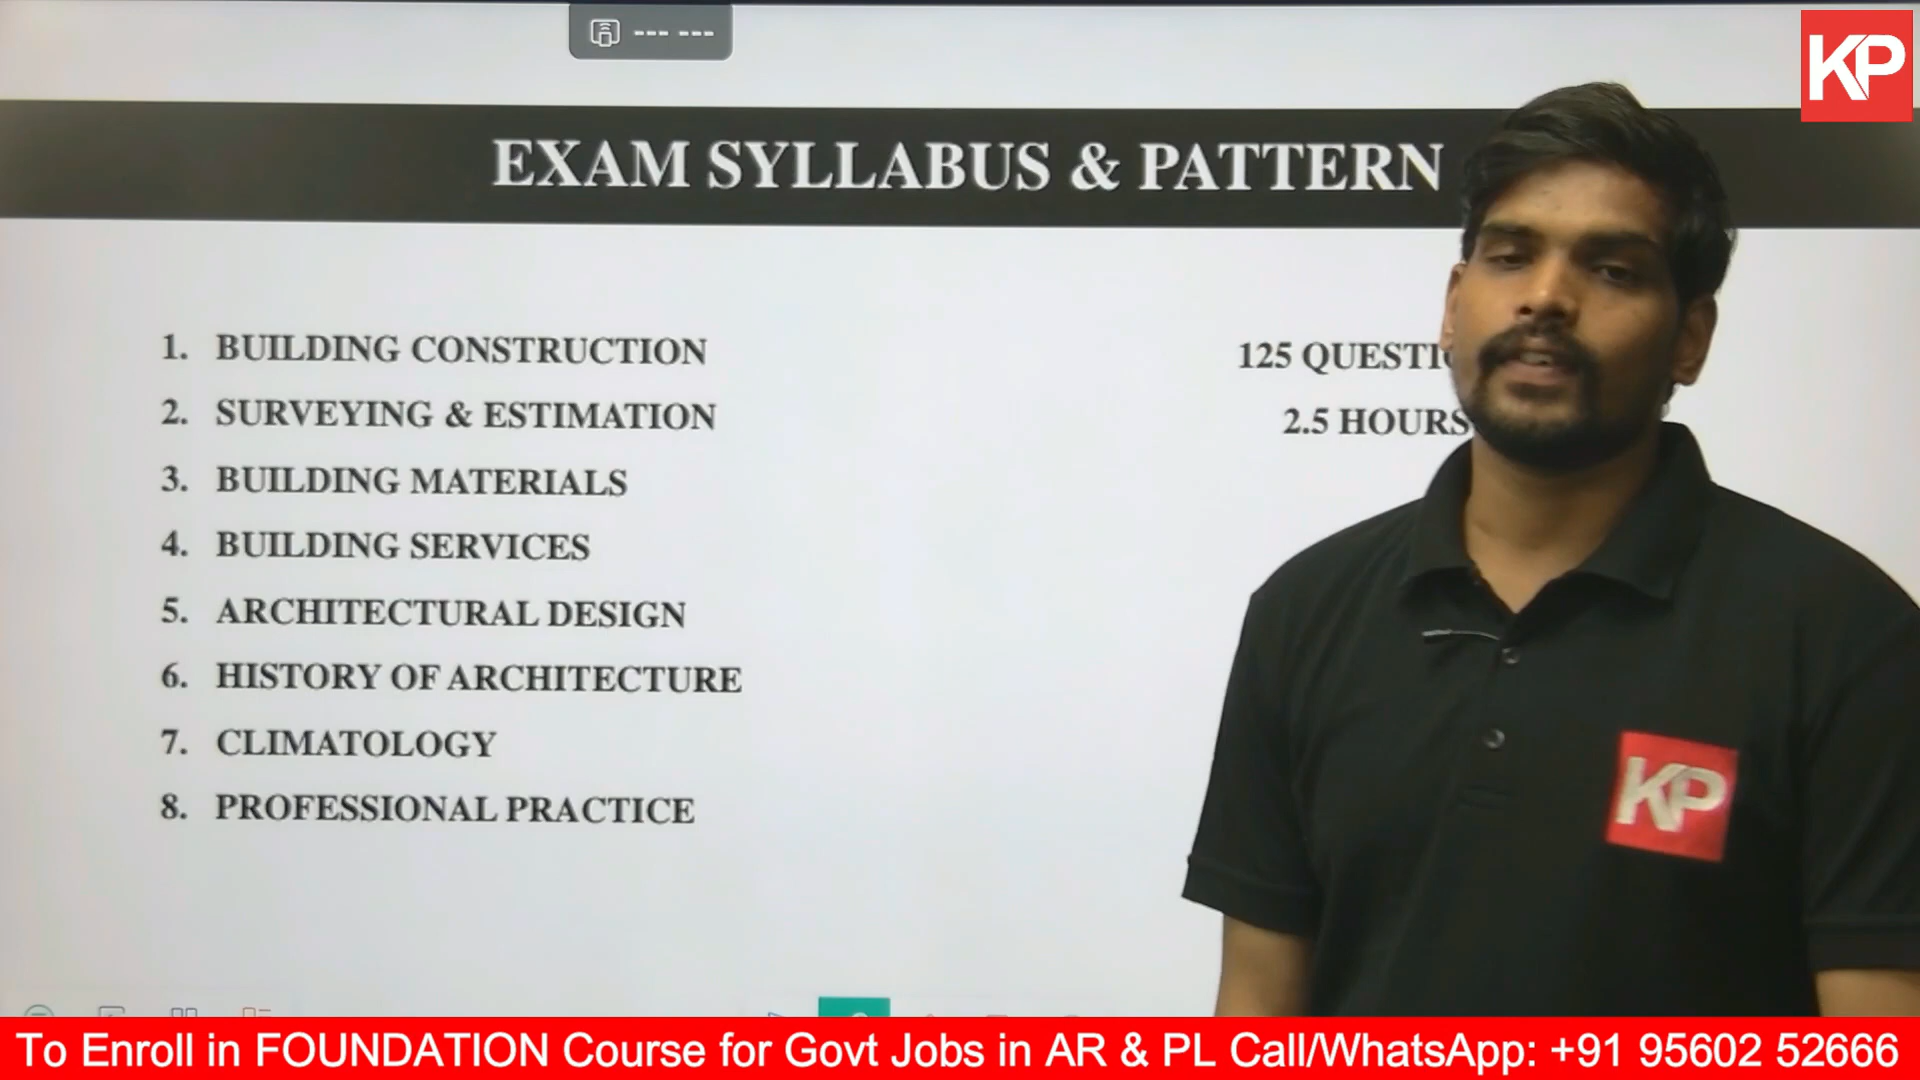 KP
EXAM SYLLABUS & PATTERN
1. BUILDING CONSTRUCTION
2. SURVEYING & ESTIMATION
3. BUILDING MATERIALS
4. BUILDING SERVICES
5. ARCHITECTURAL DESIGN
6. HISTORY OF ARCHITECTURE
7. CLIMATOLOGY
8. PROFESSIONAL PRACTICE
125
2.5 HOURS
KP
To Enroll in FOUNDATION Course for Govt Jobs in AR & PL Call/WhatsApp: +91 95602 52666